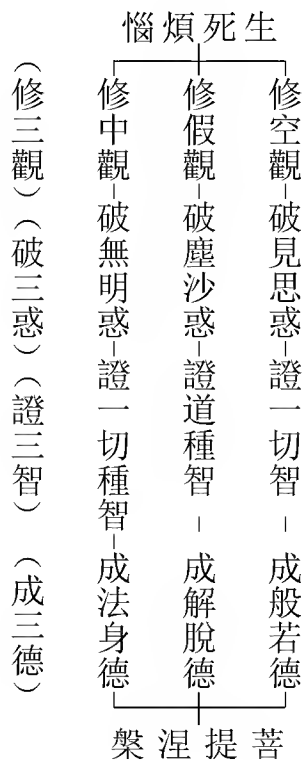 生死煩惱
修空觀-破見思惑-證一切智-成般若德
修假觀-破塵沙惑-證道種智-成解脫德
修中觀-破無明惑-證一切種智-成法身德
(修三觀)(破三惑)(證三智)(成三德)
菩提涅槃